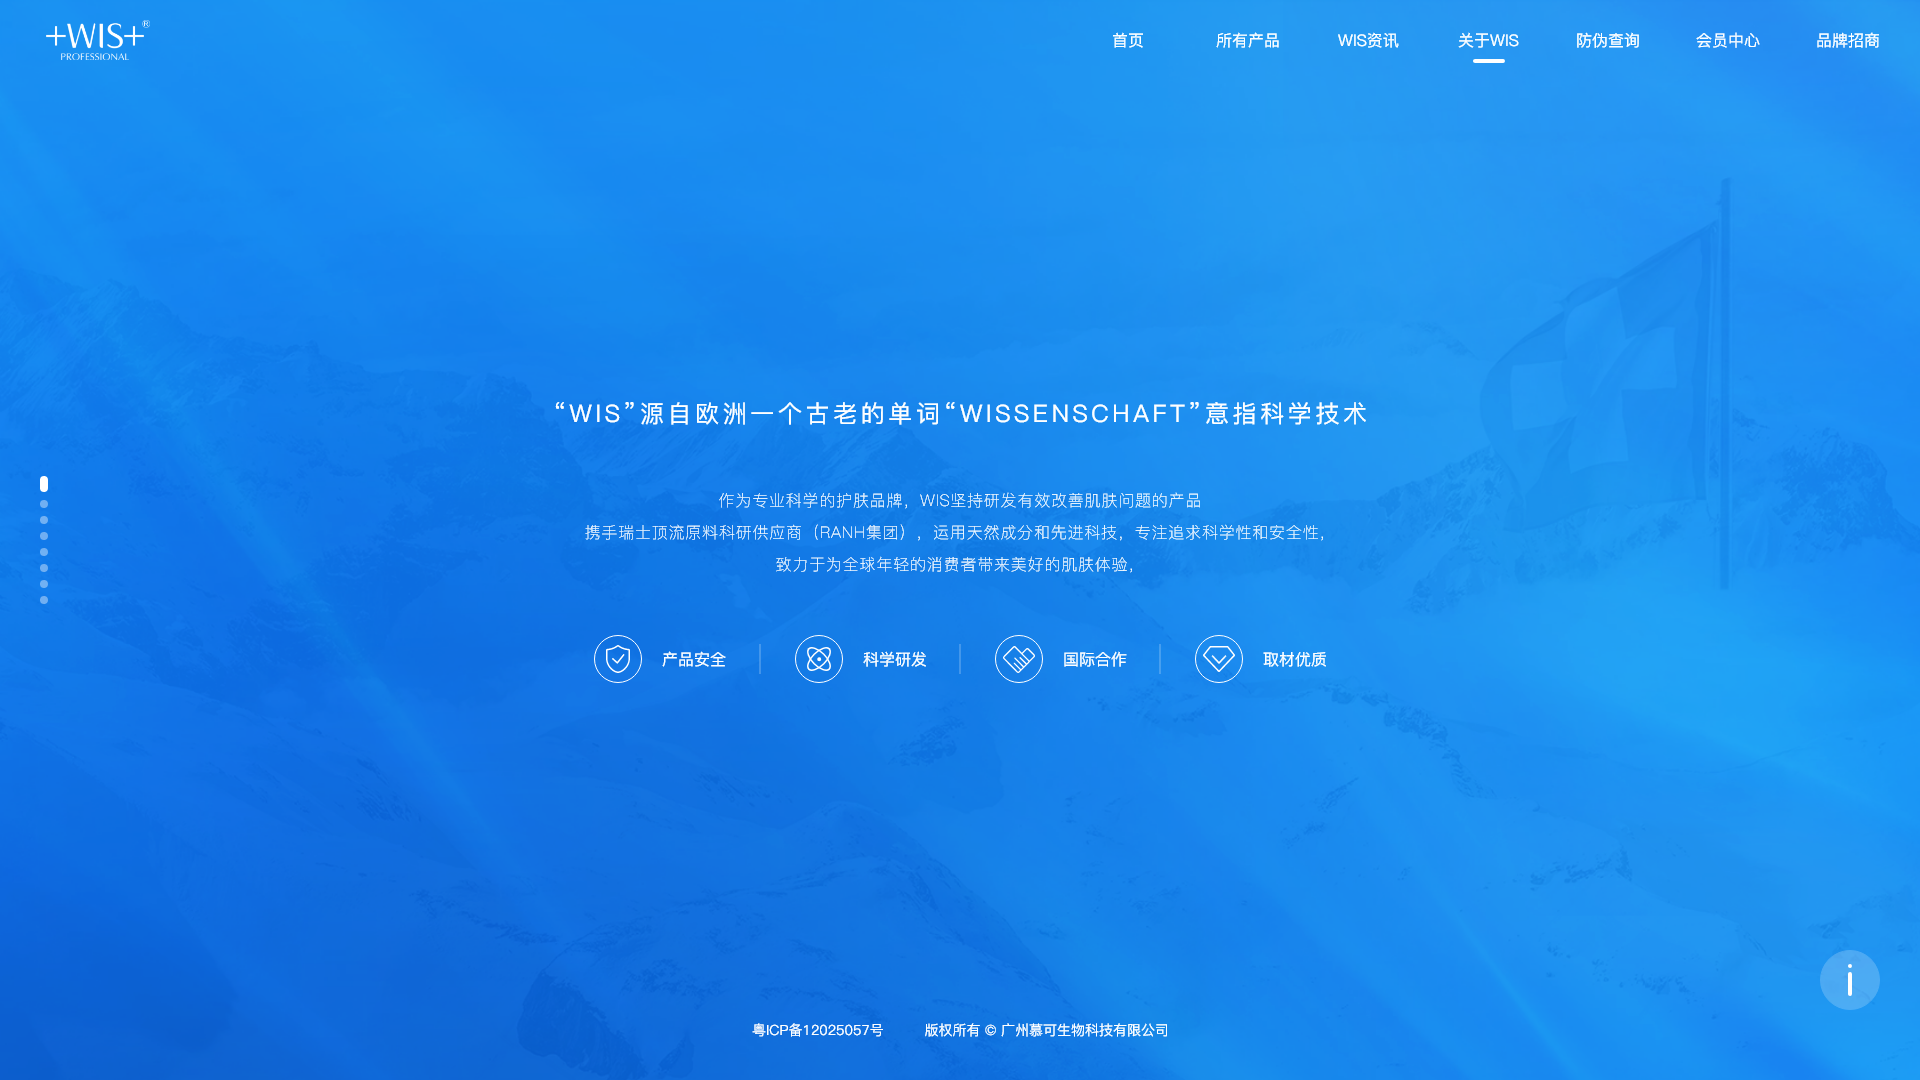 +WIS+®
PROFESSIONAL
首页
所有产品
WIS资讯
关于WIS
防伪查询
会员中心
品牌招商
“WIS”源自欧洲一个古老的单词“WISSENSCHAFT”意指科学技术
作为专业科学的护肤品牌，WIS坚持研发有效改善肌肤问题的产品
携手瑞士顶流原料科研供应商（RANH集团），运用天然成分和先进科技，专注追求科学性和安全性，
致力于为全球年轻的消费者带来美好的肌肤体验，
产品安全
科学研发
国际合作
取材优质
粤ICP备12025057号
版权所有 © 广州慕可生物科技有限公司